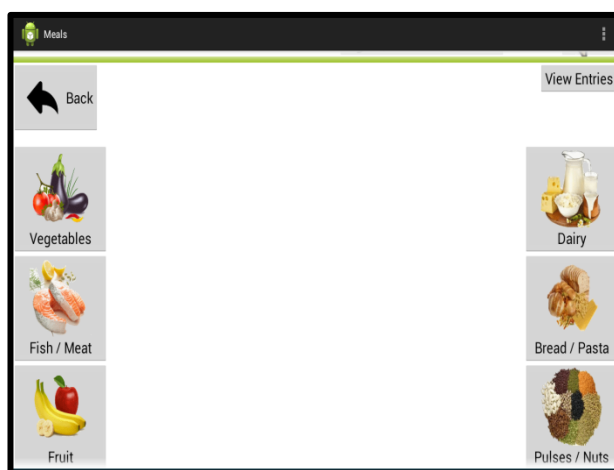 Meals
Back
View Entries
Vegetables
Dairy
Fish / Meat
Bread / Pasta
Fruit
Pulses / Nuts